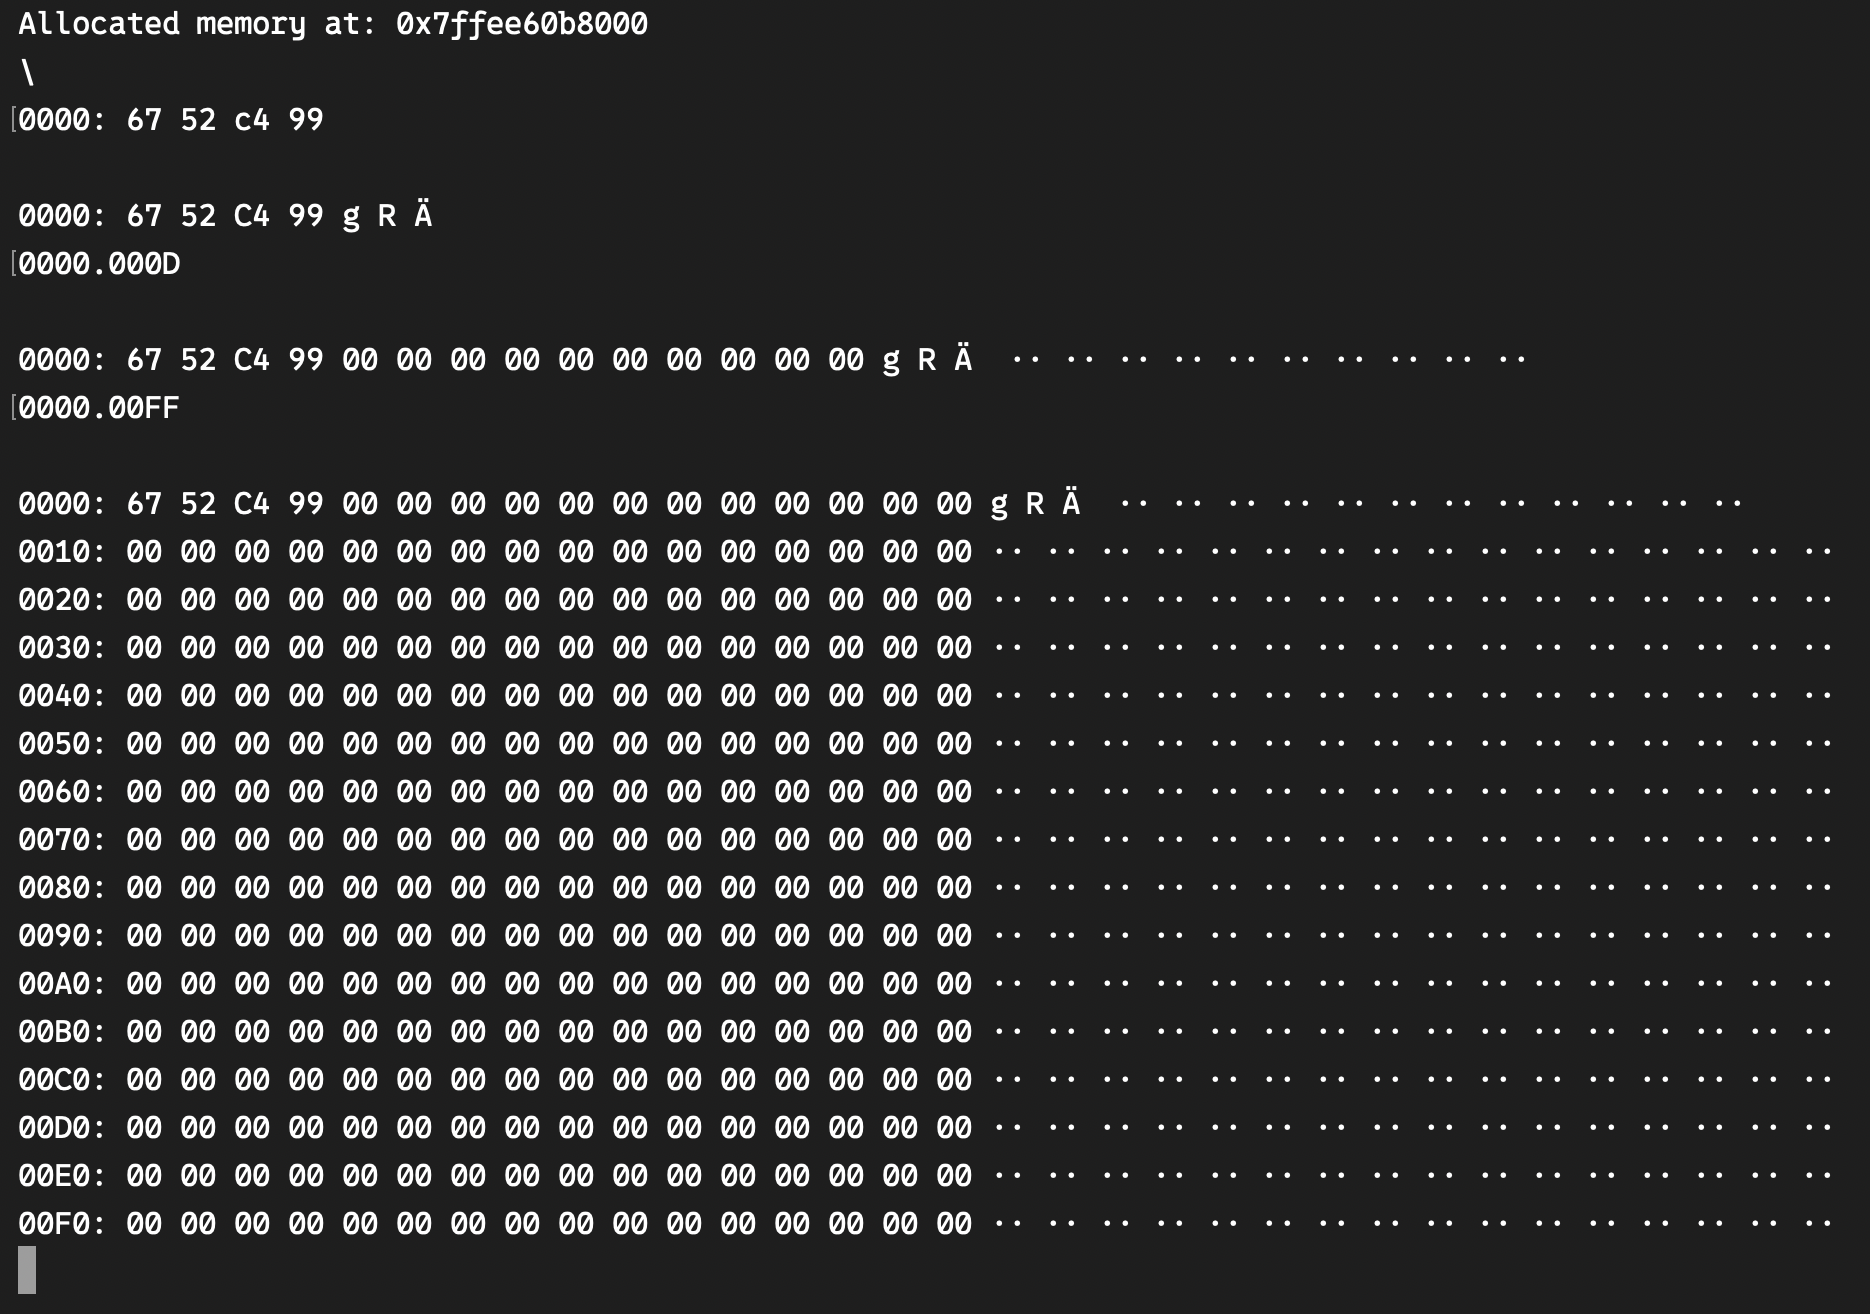 Allocated memory at: 0x7ffee60b8000
\
[0000: 67 52 c4 99
0000: 67 52 C4 99 g R Ä
[0000.000D
0000: 67 52 C4 99 00 00 00 00 00 00 00 00 00 00 g R Ä  ·· ·· ·· ·· ·· ·· ·· ·· ·· ··
[0000.00FF
0000: 67 52 C4 99 00 00 00 00 00 00 00 00 00 00 00 00 g R Ä  ·· ·· ·· ·· ·· ·· ·· ·· ·· ·· ·· ··
0010: 00 00 00 00 00 00 00 00 00 00 00 00 00 00 00 00 ·· ·· ·· ·· ·· ·· ·· ·· ·· ·· ·· ·· ·· ·· ·· ··
0020: 00 00 00 00 00 00 00 00 00 00 00 00 00 00 00 00 ·· ·· ·· ·· ·· ·· ·· ·· ·· ·· ·· ·· ·· ·· ·· ··
0030: 00 00 00 00 00 00 00 00 00 00 00 00 00 00 00 00 ·· ·· ·· ·· ·· ·· ·· ·· ·· ·· ·· ·· ·· ·· ·· ··
0040: 00 00 00 00 00 00 00 00 00 00 00 00 00 00 00 00 ·· ·· ·· ·· ·· ·· ·· ·· ·· ·· ·· ·· ·· ·· ·· ··
0050: 00 00 00 00 00 00 00 00 00 00 00 00 00 00 00 00 ·· ·· ·· ·· ·· ·· ·· ·· ·· ·· ·· ·· ·· ·· ·· ··
0060: 00 00 00 00 00 00 00 00 00 00 00 00 00 00 00 00 ·· ·· ·· ·· ·· ·· ·· ·· ·· ·· ·· ·· ·· ·· ·· ··
0070: 00 00 00 00 00 00 00 00 00 00 00 00 00 00 00 00 ·· ·· ·· ·· ·· ·· ·· ·· ·· ·· ·· ·· ·· ·· ·· ··
0080: 00 00 00 00 00 00 00 00 00 00 00 00 00 00 00 00 ·· ·· ·· ·· ·· ·· ·· ·· ·· ·· ·· ·· ·· ·· ·· ··
0090: 00 00 00 00 00 00 00 00 00 00 00 00 00 00 00 00 ·· ·· ·· ·· ·· ·· ·· ·· ·· ·· ·· ·· ·· ·· ·· ··
00A0: 00 00 00 00 00 00 00 00 00 00 00 00 00 00 00 00 ·· ·· ·· ·· ·· ·· ·· ·· ·· ·· ·· ·· ·· ·· ·· ··
00B0: 00 00 00 00 00 00 00 00 00 00 00 00 00 00 00 00 ·· ·· ·· ·· ·· ·· ·· ·· ·· ·· ·· ·· ·· ·· ·· ··
00C0: 00 00 00 00 00 00 00 00 00 00 00 00 00 00 00 00 ·· ·· ·· ·· ·· ·· ·· ·· ·· ·· ·· ·· ·· ·· ·· ··
00D0: 00 00 00 00 00 00 00 00 00 00 00 00 00 00 00 00 ·· ·· ·· ·· ·· ·· ·· ·· ·· ·· ·· ·· ·· ·· ·· ··
00E0: 00 00 00 00 00 00 00 00 00 00 00 00 00 00 00 00 ·· ·· ·· ·· ·· ·· ·· ·· ·· ·· ·· ·· ·· ·· ·· ··
00F0: 00 00 00 00 00 00 00 00 00 00 00 00 00 00 00 00 ·· ·· ·· ·· ·· ·· ·· ·· ·· ·· ·· ·· ·· ·· ·· ··